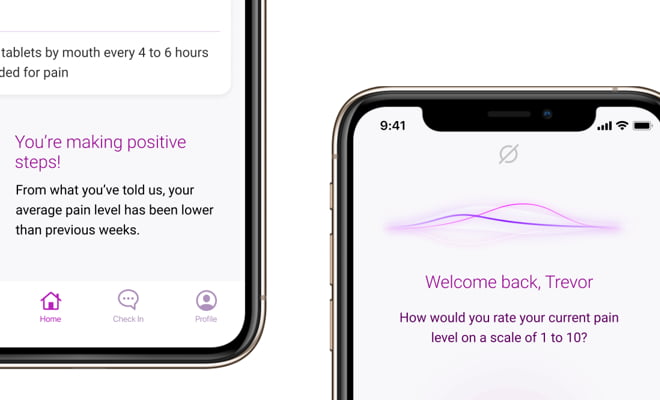 tablets by mouth every 4 to 6 hours
ded for pain
You’re making positive
steps!
From what you’ve told us, your
average pain level has been lower
than previous weeks.
Home
Check In
Profile
9:41
Welcome back, Trevor
How would you rate your current pain
level on a scale of 1 to 10?